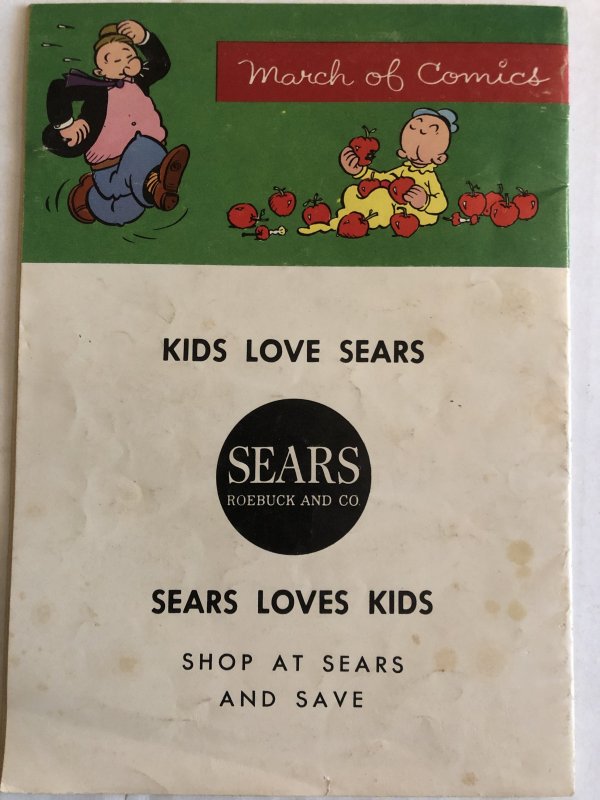 March of Comics
KIDS LOVE SEARS
SEARS
ROEBUCK AND CO.
SEARS LOVES KIDS
SHOP AT SEARS
AND SAVE